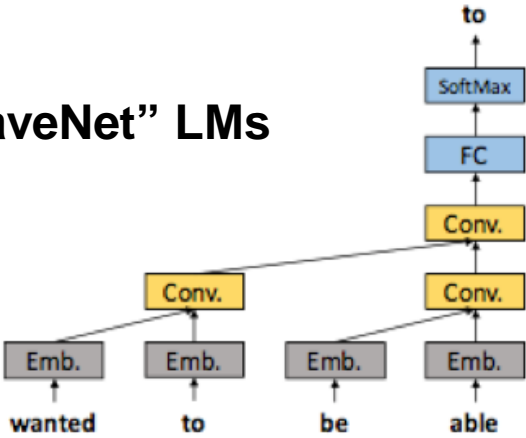 to
SoftMax
aveNet” LMs
FC
Conv.
Conv. Conv.
Emb. Emb. Emb. Emb.
wanted to be able